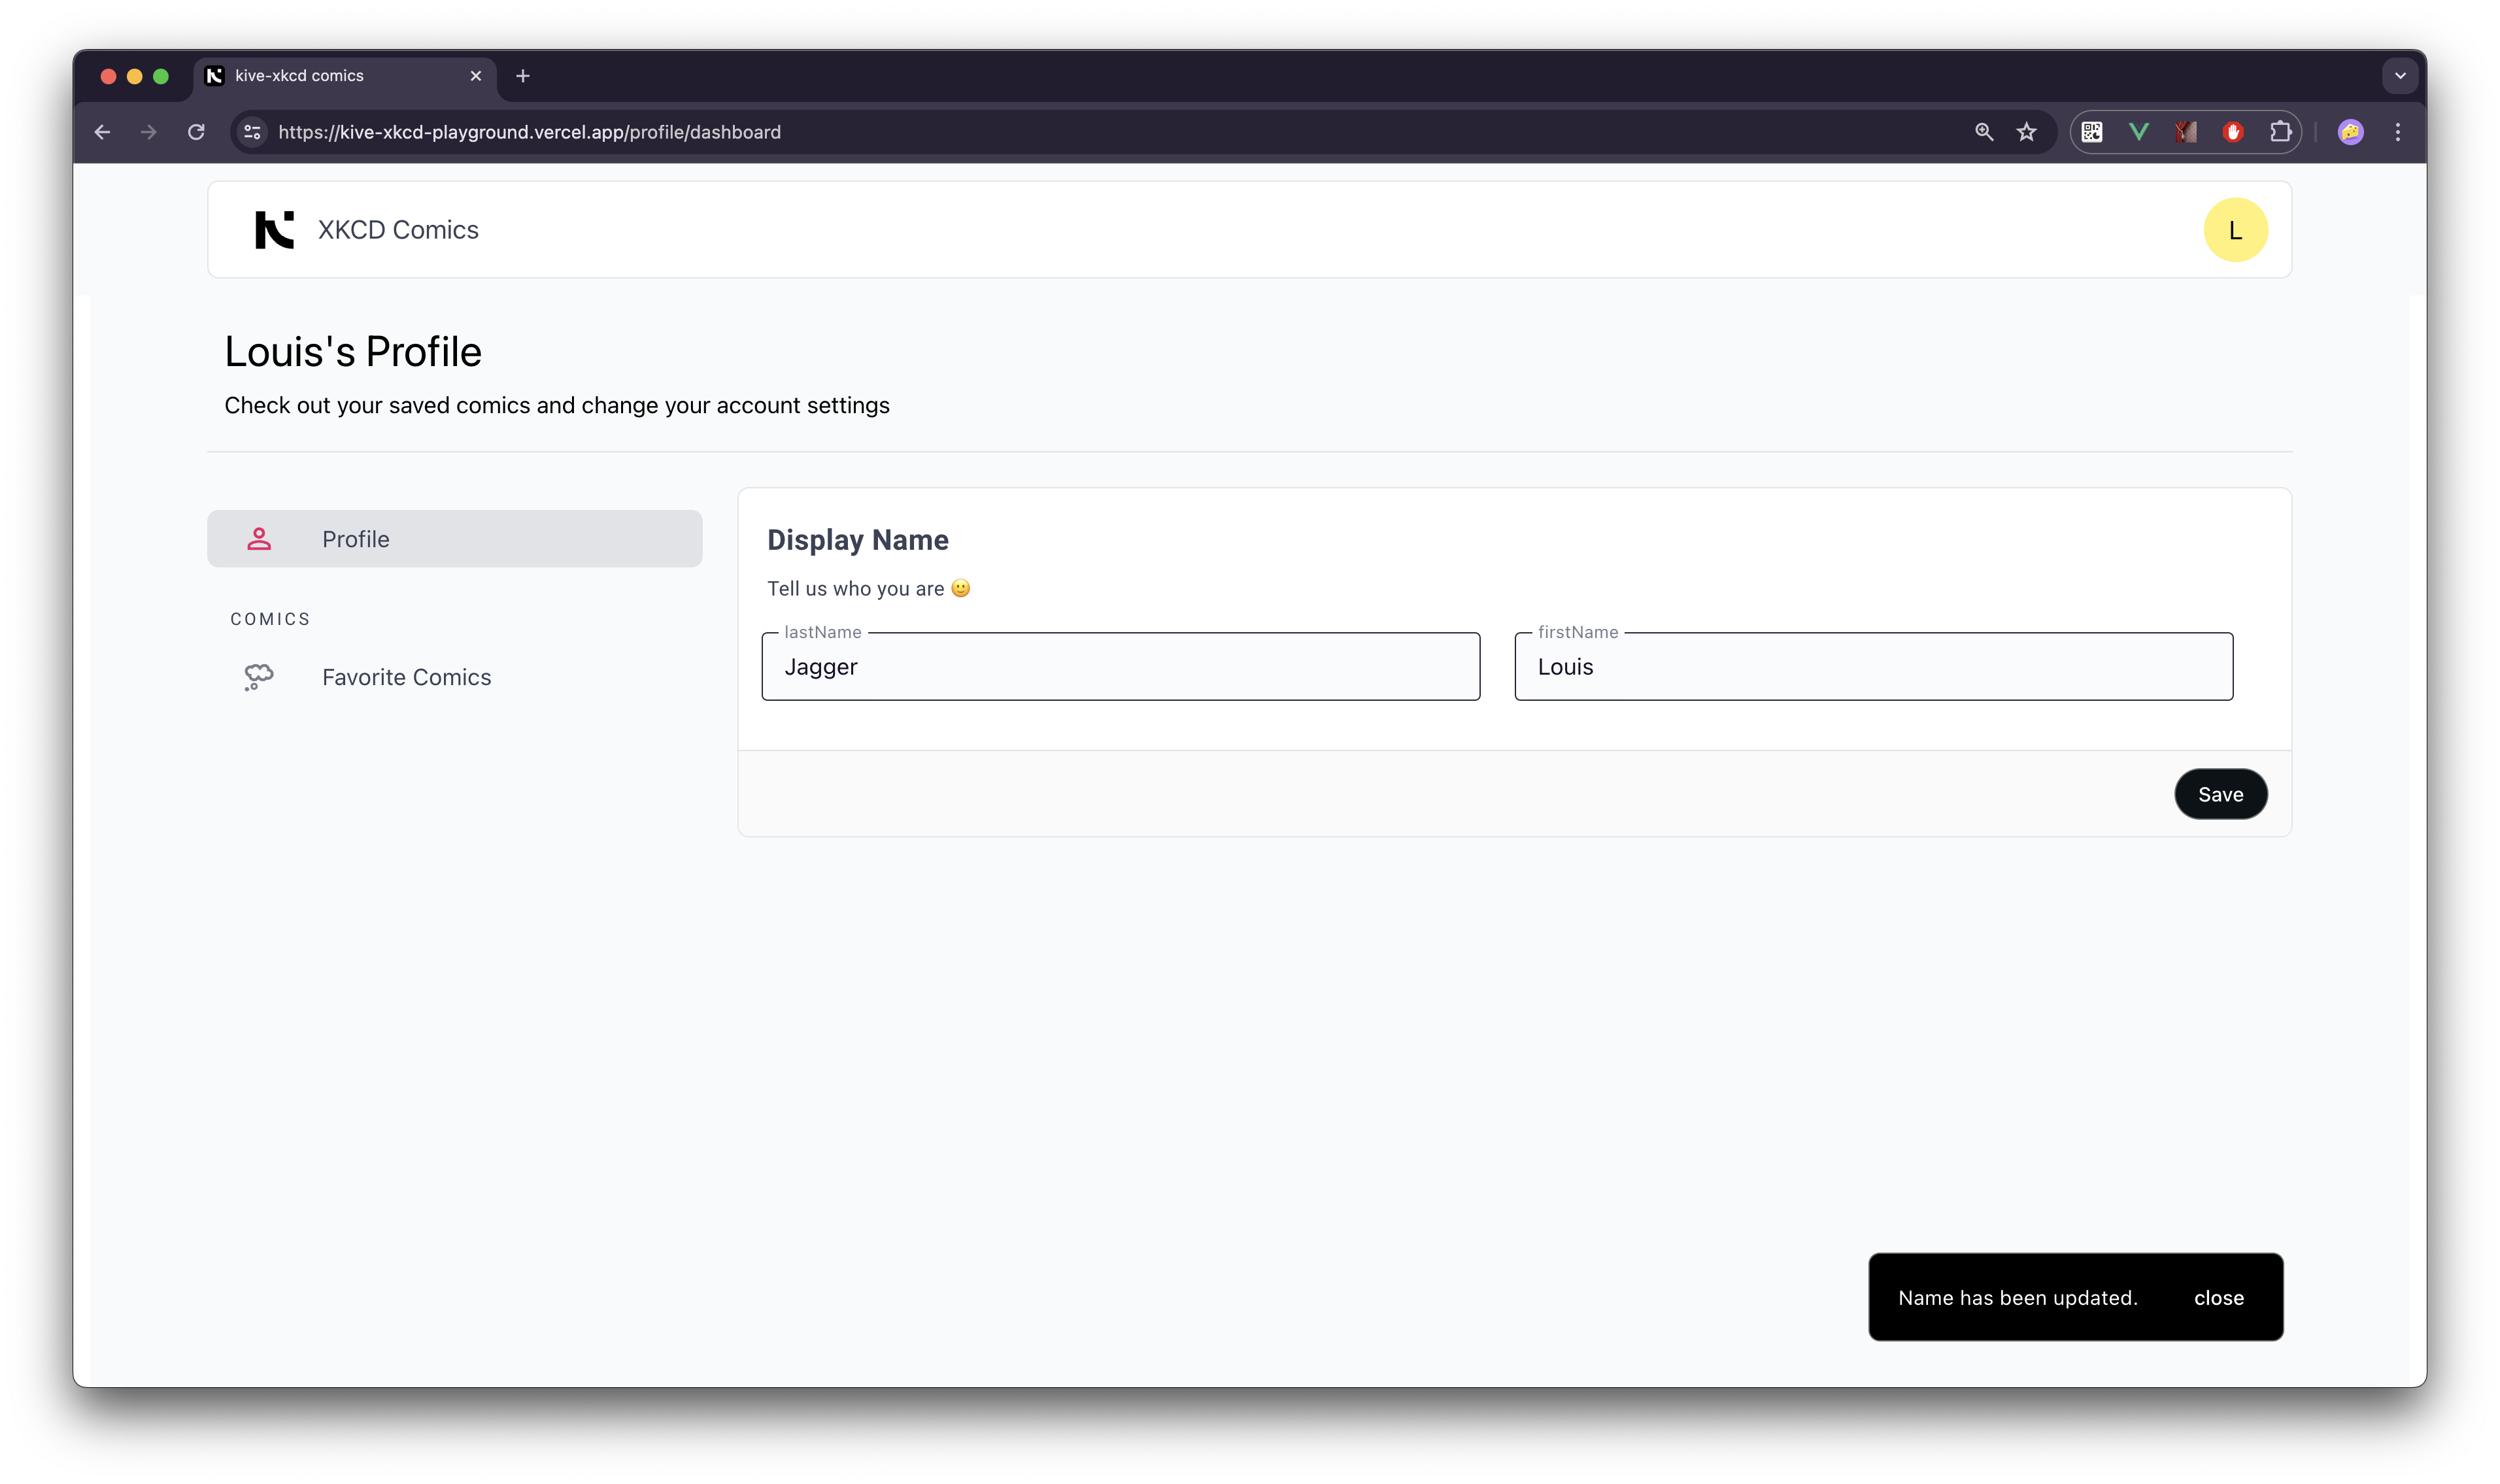 kive-xkcd comics
https://kive-xkcd-playground.vercel.app/profile/dashboard
XKCD Comics
L
Louis's Profile
Check out your saved comics and change your account settings
Profile
COMICS
Favorite Comics
Display Name
Tell us who you are 🙂
lastName
Jagger
firstName
Louis
Save
Name has been updated.
close